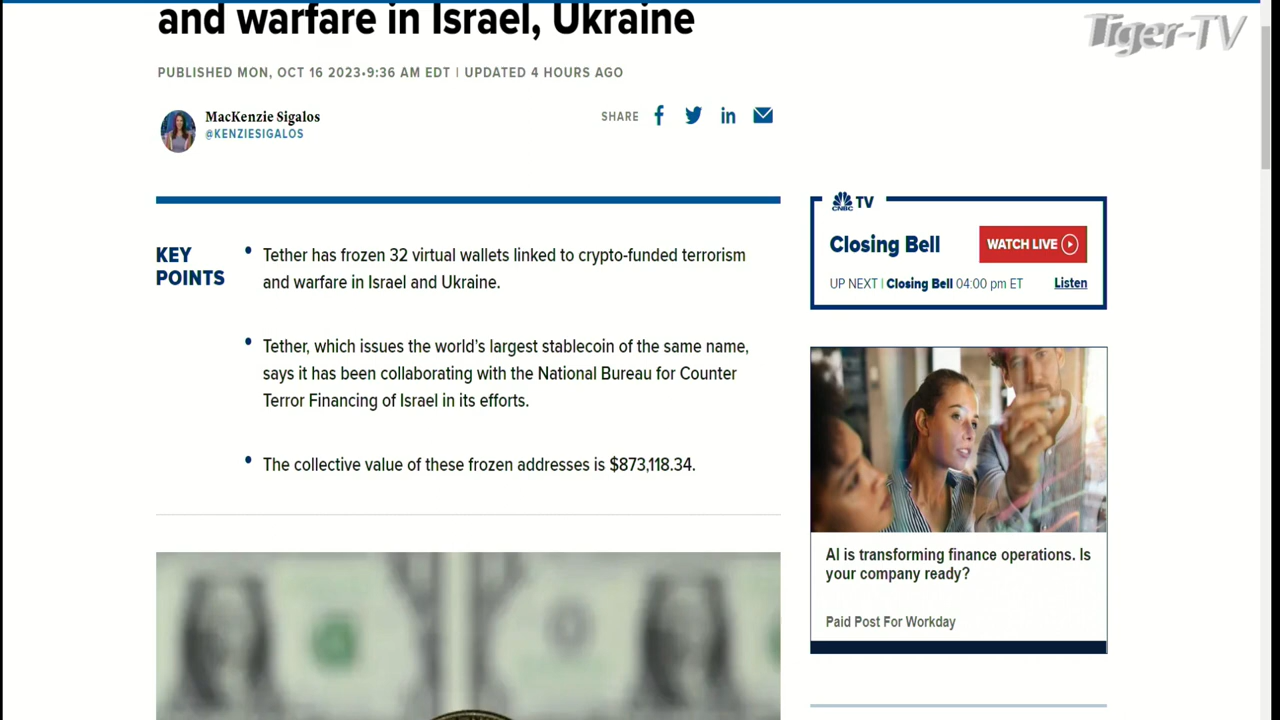 Tiger-TV
and warfare in Israel, Ukraine
PUBLISHED MON, OCT 16 2023•9:36 AM EDT | UPDATED 4 HOURS AGO
MacKenzie Sigalos
@KENZIESIGALOS
SHARE
KEY
POINTS
• Tether has frozen 32 virtual wallets linked to crypto-funded terrorism
and warfare in Israel and Ukraine.
• Tether, which issues the world’s largest stablecoin of the same name,
says it has been collaborating with the National Bureau for Counter
Terror Financing of Israel in its efforts.
• The collective value of these frozen addresses is $873,118.34.
CNBC TV
Closing Bell
WATCH LIVE
UP NEXT | Closing Bell 04:00 pm ET
Listen
AI is transforming finance operations. Is
your company ready?
Paid Post For Workday